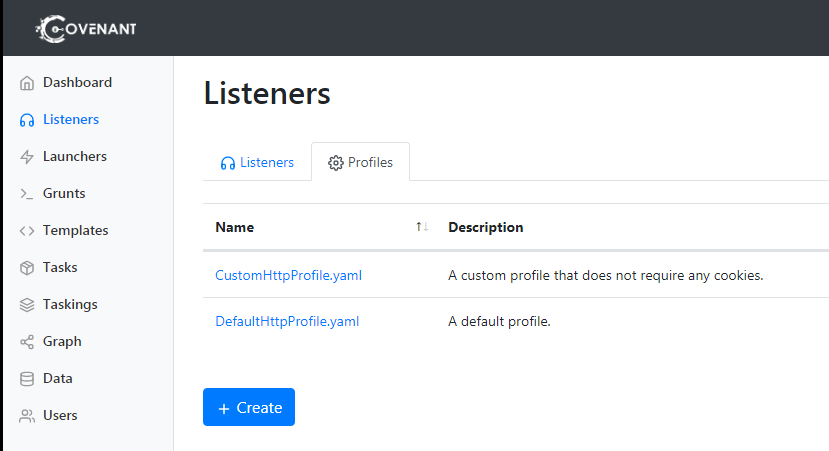 COVENANT
Dashboard
Listeners
Launchers
Grunts
Templates
Tasks
Taskings
Graph
Data
Users
Listeners
Listeners Profiles
Name ↑↓ Description
CustomHttpProfile.yaml A custom profile that does not require any cookies.
DefaultHttpProfile.yaml A default profile.
+ Create